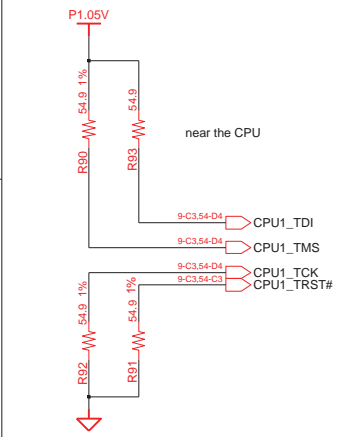 P1.05V
54.9 1%
54.9
near the CPU
R90
R93
9-C3,54-D4
CPU1_TDI
9-C3,54-D4
CPU1_TMS
9-C3,54-D4
CPU1_TCK
9-C3,54-C3
CPU1_TRST#
54.9 1%
54.9 1%
R92
R91